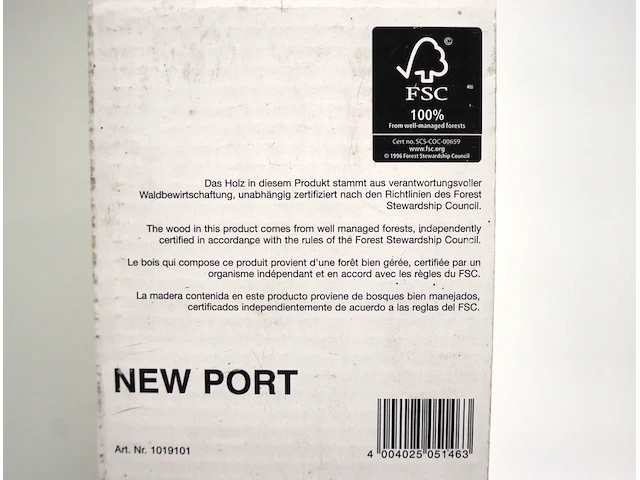 ©
FSC
100%
From well-managed forests
Cert no. SCS-COC-00659
www.fsc.org
© 1996 Forest Stewardship Council
Das Holz in diesem Produkt stammt aus verantwortungsvoller
Waldbewirtschaftung, unabhängig zertifiziert nach den Richtlinien des Forest
Stewardship Council.
The wood in this product comes from well managed forests, independently
certified in accordance with the rules of the Forest Stewardship Council.
Le bois qui compose ce produit provient d'une forêt bien gérée, certifiée par un
organisme indépendant et en accord avec les règles du FSC.
La madera contenida en este producto proviene de bosques bien manejados,
certificados independientemente de acuerdo a las reglas del FSC.
NEW PORT
Art. Nr. 1019101
4 004025 051463